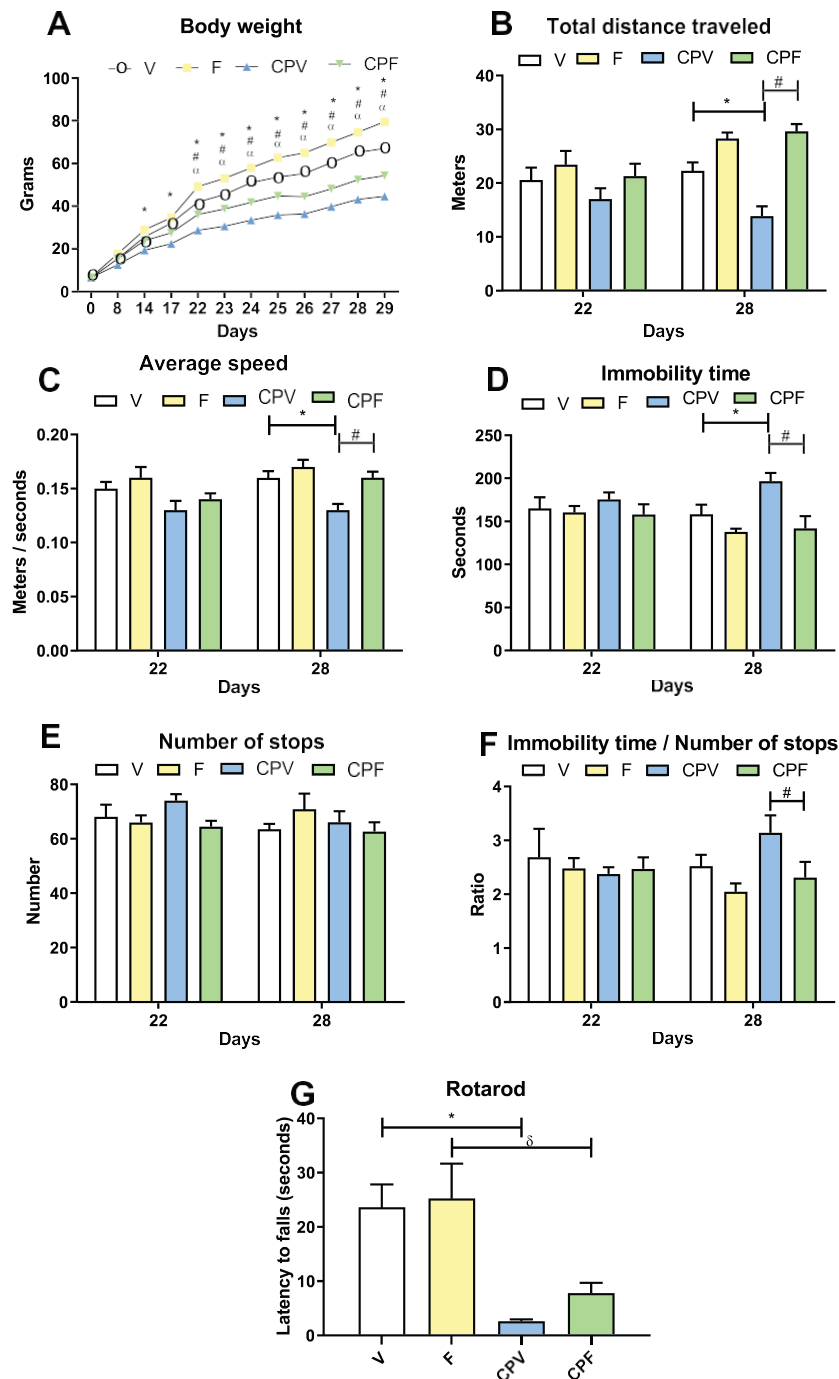 A
Body weight
V F CPV CPF
100
80
60
40
20
0
Grams
* * * * * * * * * *
# # # # # # # #
α α α α α α α α
0 8 14 17 22 23 24 25 26 27 28 29
Days
B
Total distance traveled
V F CPV CPF
40
30
20
10
0
Meters
* #
22 28
Days
C
Average speed
V F CPV CPF
0.20
0.15
0.10
0.05
0.00
Meters / seconds
* #
22 28
Days
D
Immobility time
V F CPV CPF
250
200
150
100
50
0
Seconds
* #
22 28
Days
E
Number of stops
V F CPV CPF
80
60
40
20
0
Number
22 28
Days
F
Immobility time / Number of stops
V F CPV CPF
4
3
2
1
0
Ratio
#
22 28
Days
G
Rotarod
40
30
20
10
0
Latency to falls (seconds)
*
δ
V F CPV CPF